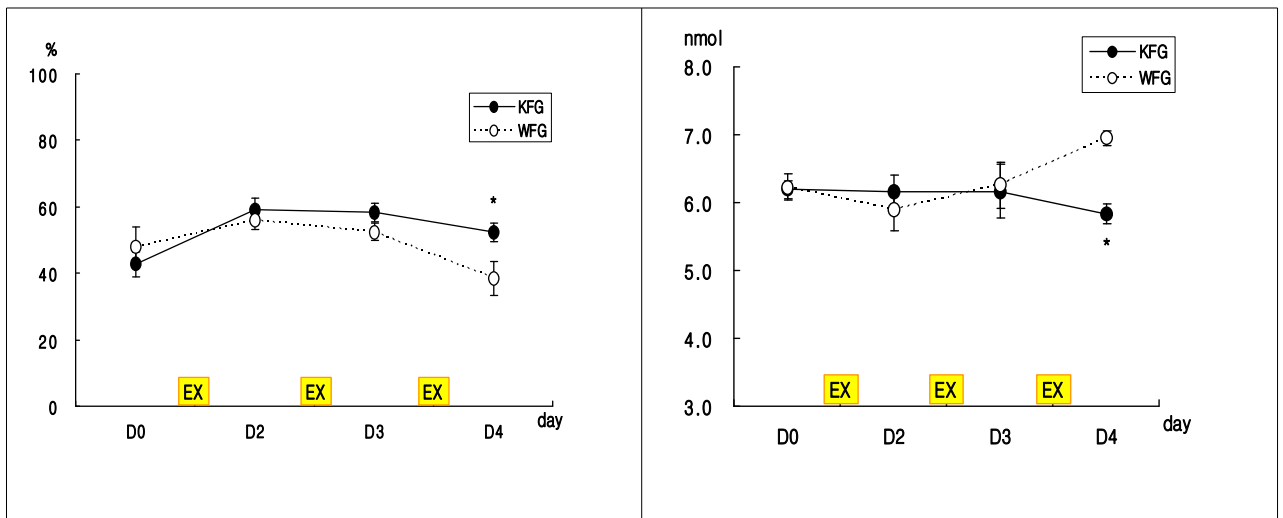 %
100
80
60
40
20
0
KFG
WFG
*
EX EX EX
D0 D2 D3 D4
day
nmol
8.0
7.0
6.0
5.0
4.0
3.0
KFG
WFG
*
EX EX EX
D0 D2 D3 D4
day